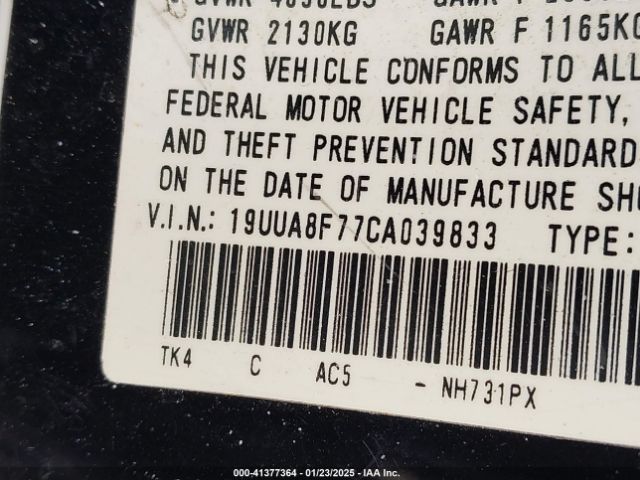 GVWR
GVWR 2130KG GAWR F 1165KG
THIS VEHICLE CONFORMS TO ALL
FEDERAL MOTOR VEHICLE SAFETY,
AND THEFT PREVENTION STANDARD
ON THE DATE OF MANUFACTURE
V.I.N.: 19UUA8F77CA039833 TYPE:
TK4 C AC5 - NH731PX
000-41377364 - 01/23/2025 - IAA Inc.